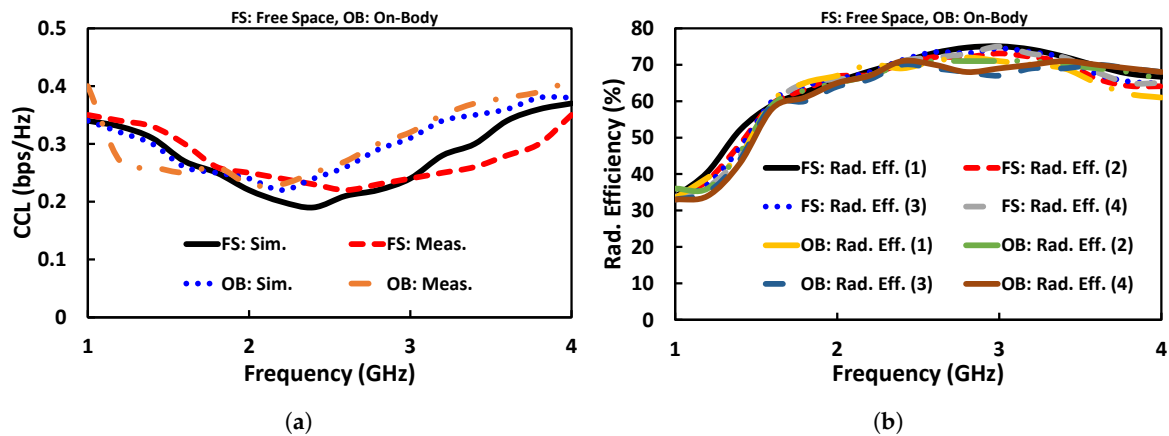 FS: Free Space, OB: On-Body
0.5
0.4
0.3
0.2
0.1
0
CCL (bps/Hz)
FS: Sim.
FS: Meas.
OB: Sim.
OB: Meas.
1
2
3
4
Frequency (GHz)
(a)
FS: Free Space, OB: On-Body
80
70
60
50
40
30
20
10
0
Rad. Efficiency (%)
FS: Rad. Eff. (1)
FS: Rad. Eff. (2)
FS: Rad. Eff. (3)
FS: Rad. Eff. (4)
OB: Rad. Eff. (1)
OB: Rad. Eff. (2)
OB: Rad. Eff. (3)
OB: Rad. Eff. (4)
1
2
3
4
Frequency (GHz)
(b)